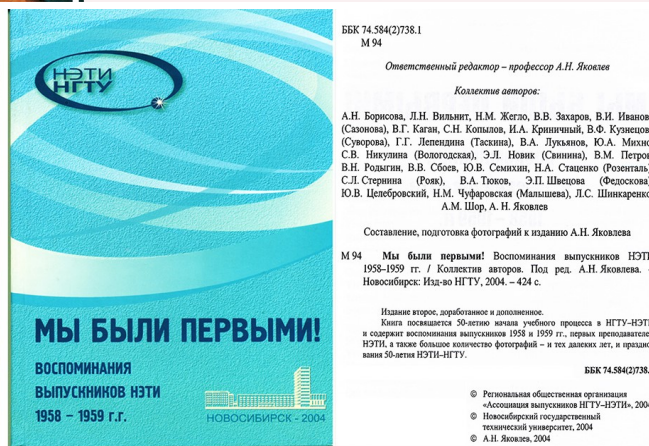 НЭТИ
НГТУ
МЫ БЫЛИ ПЕРВЫМИ!
ВОСПОМИНАНИЯ
ВЫПУСКНИКОВ НЭТИ
1958 – 1959 г.г.
НОВОСИБИРСК - 2004
ББК 74.584(2)738.1
М 94
Ответственный редактор – профессор А.Н. Яковлев
Коллектив авторов:
А.Н. Борисова, Л.Н. Вильнит, Н.М. Жегло, В.В. Захаров, В.И. Иванов
(Сазонова), В.Г. Каган, С.Н. Копылов, И.А. Криничный, В.Ф. Кузнецов
(Суворова), Г.Г. Лепендина (Таскина), В.А. Лукьянов, Ю.А. Михно
С.В. Никулина (Вологодская), Э.Л. Новик (Свинина), В.М. Петров
В.Н. Родыгин, В.В. Сбоев, Ю.В. Семихин, Н.А. Стаценко (Розенталь)
С.Л. Стернина (Рояк), В.А. Тюков, Э.П. Швецова (Федоскова)
Ю.В. Целебровский, Н.М. Чуфаровская (Малышева), Л.С. Шинкаренко
А.М. Шор, А. Н. Яковлев
Составление, подготовка фотографий к изданию А.Н. Яковлева
М 94 Мы были первыми! Воспоминания выпускников НЭТИ
1958–1959 гг. / Коллектив авторов. Под ред. А.Н. Яковлева. -
Новосибирск: Изд-во НГТУ, 2004. – 424 с.
Издание второе, доработанное и дополненное.
Книга посвящается 50-летию начала учебного процесса в НГТУ–НЭТИ
и содержит воспоминания выпускников 1958 и 1959 гг., первых преподавателе
НЭТИ, а также большое количество фотографий – и тех далеких лет, и праздно
вания 50-летия НЭТИ–НГТУ.
ББК 74.584(2)738.
© Региональная общественная организация
«Ассоциация выпускников НГТУ–НЭТИ», 2004
© Новосибирский государственный
технический университет, 2004
© А.Н. Яковлев, 2004